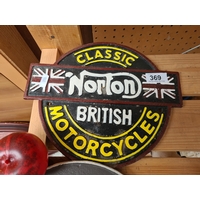 CLASSIC
Norton
369
BRITISH
MOTORCYCLES